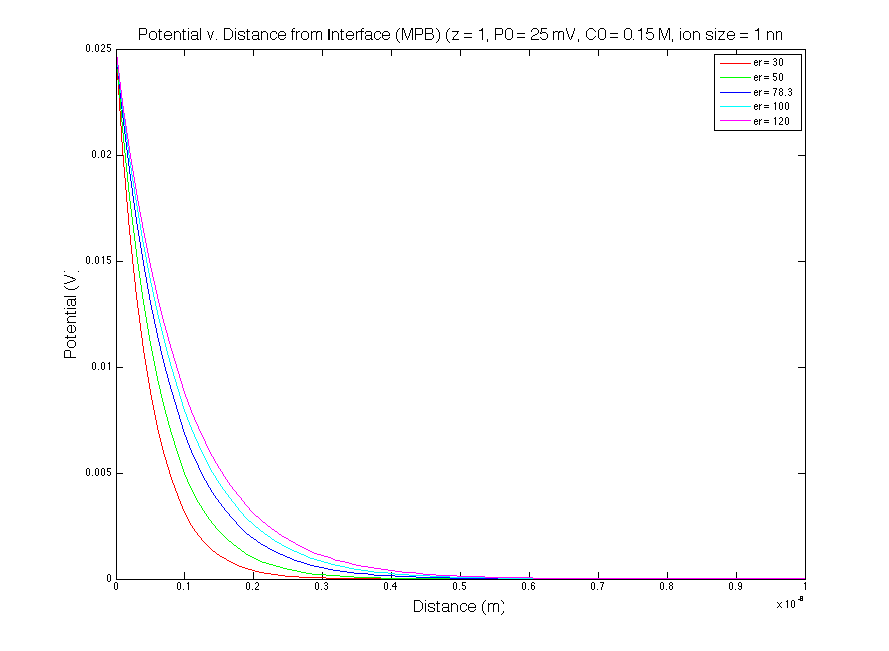 Potential v. Distance from Interface (MPB) (z = 1, P0 = 25 mV, C0 = 0.15 M, ion size = 1 nn
0.025
er = 30
er = 50
er = 78.3
er = 100
er = 120
0.02
0.015
Potential (V)
0.01
0.005
0
0 0.1 0.2 0.3 0.4 0.5 0.6 0.7 0.8 0.9 1
Distance (m)
x 10⁻⁸